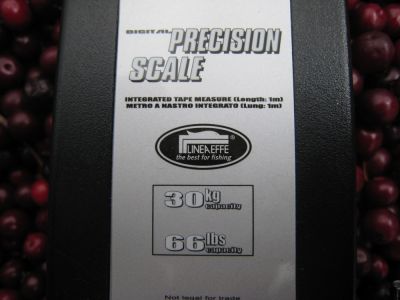 DIGITAL PRECISION
SCALE
INTEGRATED TAPE MEASURE (Length: 1m)
METRO A NASTRO INTEGRATO (Lung: 1m)
LINEAEFFE ®
the best for fishing
30 kg
capacity
66 lbs
capacity
Not legal for trade